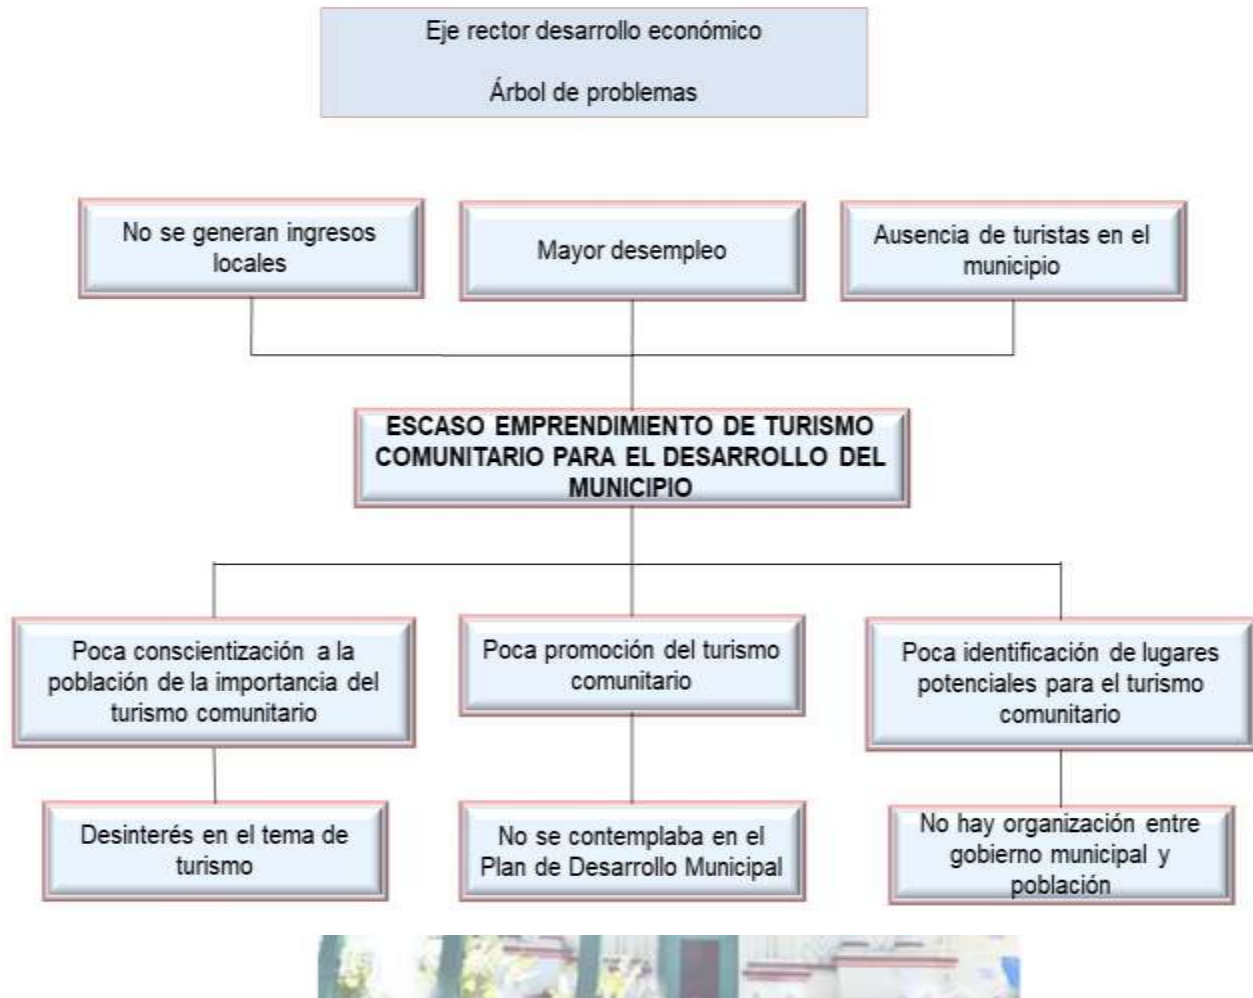 Eje rector desarrollo económico
Árbol de problemas
No se generan ingresos
locales
Mayor desempleo
Ausencia de turistas en el
municipio
ESCASO EMPRENDIMIENTO DE TURISMO
COMUNITARIO PARA EL DESARROLLO DEL
MUNICIPIO
Poca conscientización a la
población de la importancia del
turismo comunitario
Poca promoción del turismo
comunitario
Poca identificación de lugares
potenciales para el turismo
comunitario
Desinterés en el tema de
turismo
No se contemplaba en el
Plan de Desarrollo Municipal
No hay organización entre
gobierno municipal y
población